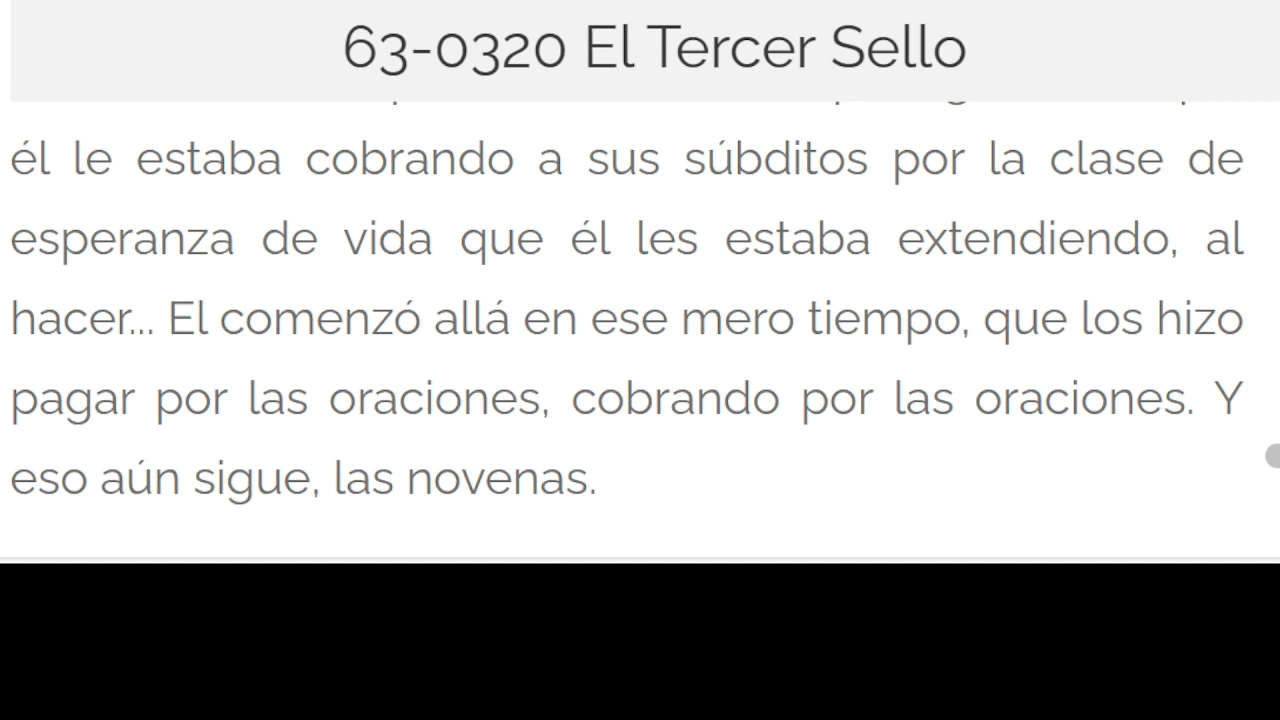 63-0320 El Tercer Sello
él le estaba cobrando a sus súbditos por la clase de
esperanza de vida que él les estaba extendiendo, al
hacer... El comenzó allá en ese mero tiempo, que los hizo
pagar por las oraciones, cobrando por las oraciones. Y
eso aún sigue, las novenas.